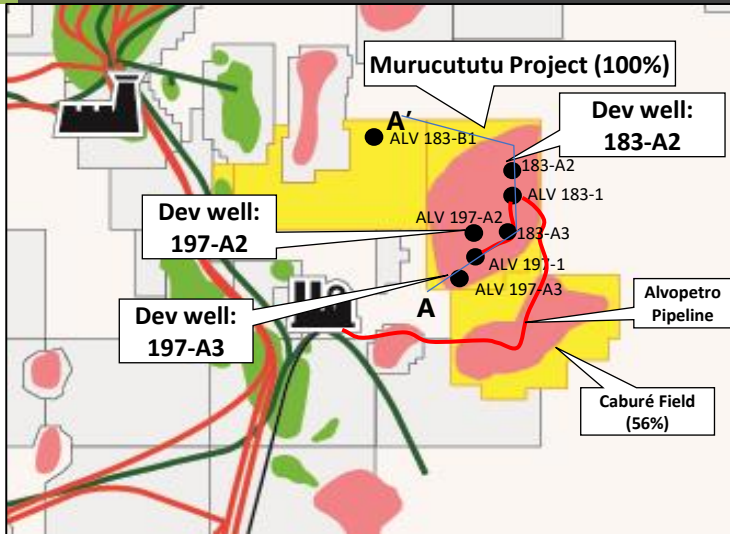 Murucututu Project (100%)
A'
ALV 183-B1
Dev well:
183-A2
183-A2
ALV 183-1
Dev well:
197-A2
ALV 197-A2
183-A3
ALV 197-1
ALV 197-A3
A
Dev well:
197-A3
Alvopetro
Pipeline
Caburé Field
(56%)